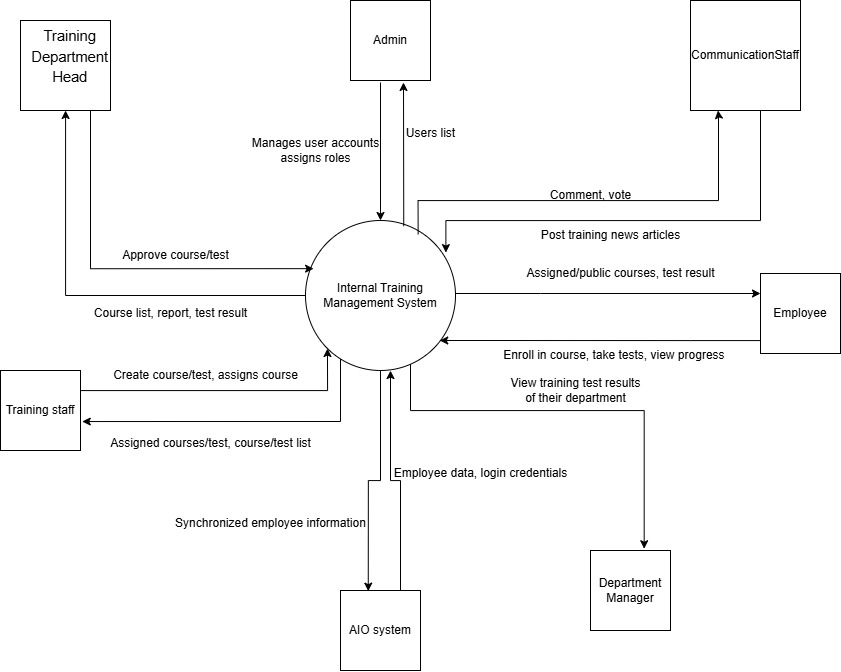 Training
Department
Head
Admin
CommunicationStaff
Manages user accounts
assigns roles
Users list
Comment, vote
Post training news articles
Approve course/test
Course list, report, test result
Internal Training
Management System
Assigned/public courses, test result
Employee
Enroll in course, take tests, view progress
Create course/test, assigns course
Training staff
Assigned courses/test, course/test list
View training test results
of their department
Employee data, login credentials
Synchronized employee information
Department
Manager
AIO system